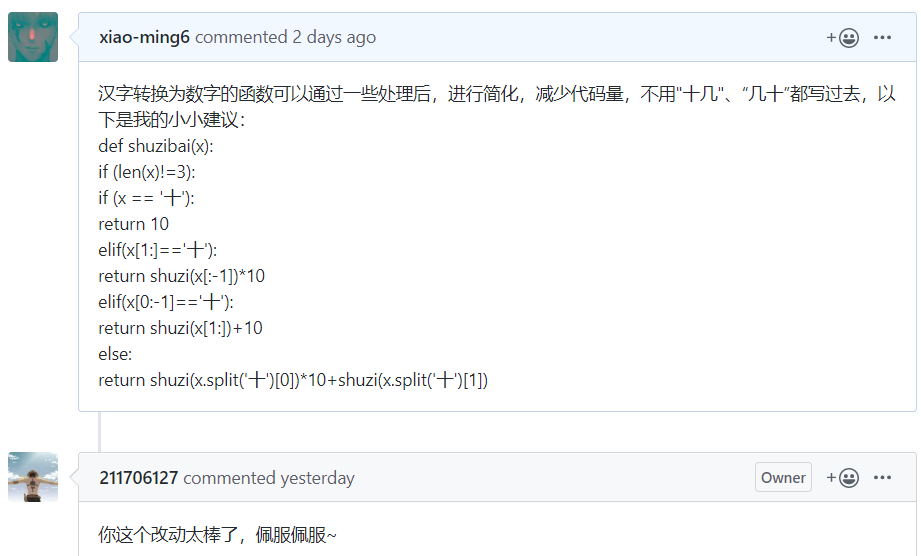 xiao-ming6 commented 2 days ago
汉字转换为数字的函数可以通过一些处理后，进行简化，减少代码量，不用"十几"、“几十”都写过去，以
下是我的小小建议：
def shuzibai(x):
if (len(x)!=3):
if (x == '十'):
return 10
elif(x[1:]=='十'):
return shuzi(x[:-1])*10
elif(x[0:-1]=='十'):
return shuzi(x[1:])+10
else:
return shuzi(x.split('十')[0])*10+shuzi(x.split('十')[1])
211706127 commented yesterday
Owner
你这个改动太棒了，佩服佩服~